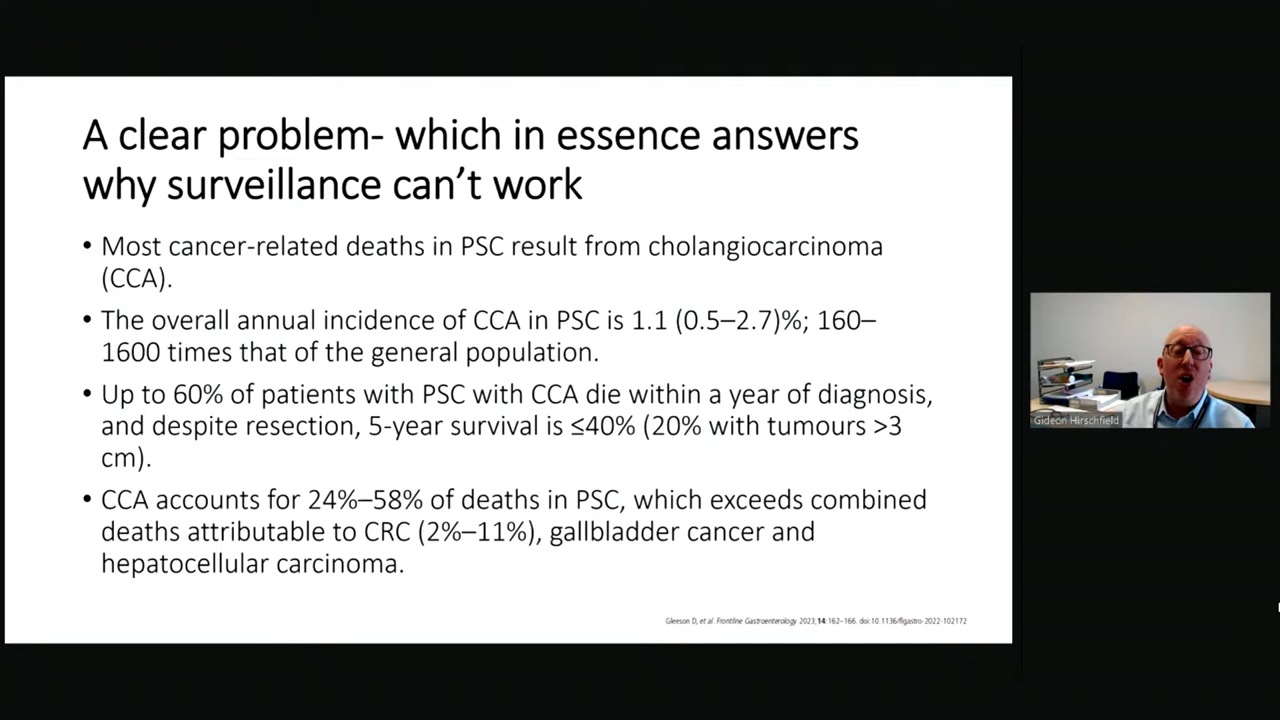 A clear problem- which in essence answers
why surveillance can’t work
• Most cancer-related deaths in PSC result from cholangiocarcinoma
(CCA).
• The overall annual incidence of CCA in PSC is 1.1 (0.5–2.7)%; 160–
1600 times that of the general population.
• Up to 60% of patients with PSC with CCA die within a year of diagnosis,
and despite resection, 5-year survival is ≤40% (20% with tumours >3
cm).
• CCA accounts for 24%–58% of deaths in PSC, which exceeds combined
deaths attributable to CRC (2%–11%), gallbladder cancer and
hepatocellular carcinoma.
Gleeson D, et al. Frontline Gastroenterology 2023;14:162–166. doi:10.1136/flgastro-2022-102172
Gideon Hirschfield